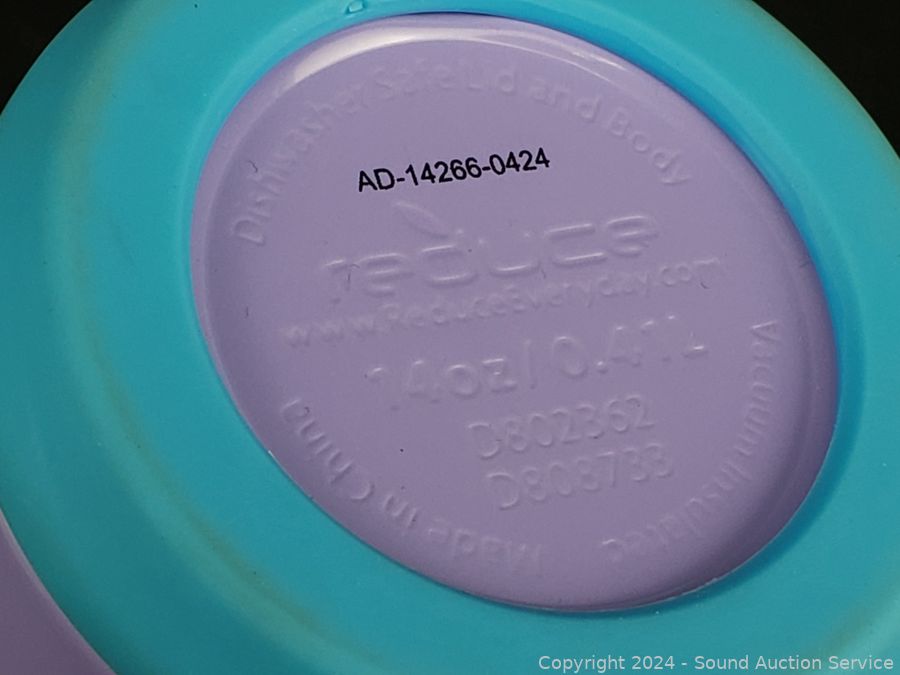 Dishwasher Safe Lid and Body
AD-14266-0424
reduce
www.ReduceEveryday.com
14oz/0.41L
D802362
D808733
Vacuum Insulated
Made in China
Copyright 2024 - Sound Auction Service